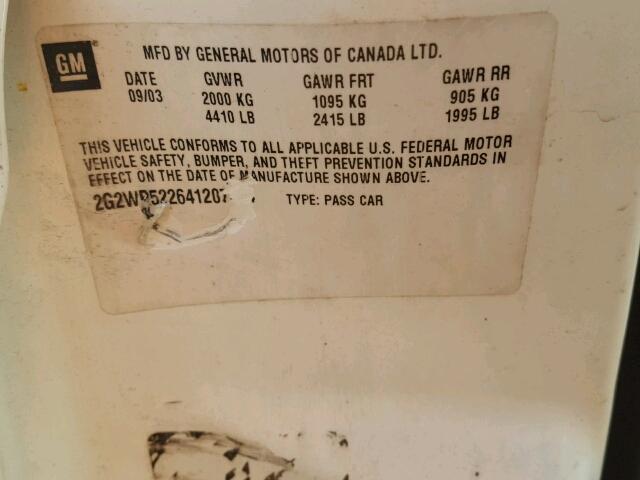 GM
MFD BY GENERAL MOTORS OF CANADA LTD.
DATE GVWR GAWR FRT GAWR RR
09/03 2000 KG 1095 KG 905 KG
4410 LB 2415 LB 1995 LB
THIS VEHICLE CONFORMS TO ALL APPLICABLE U.S. FEDERAL MOTOR
VEHICLE SAFETY, BUMPER, AND THEFT PREVENTION STANDARDS IN
EFFECT ON THE DATE OF MANUFACTURE SHOWN ABOVE.
TYPE: PASS CAR